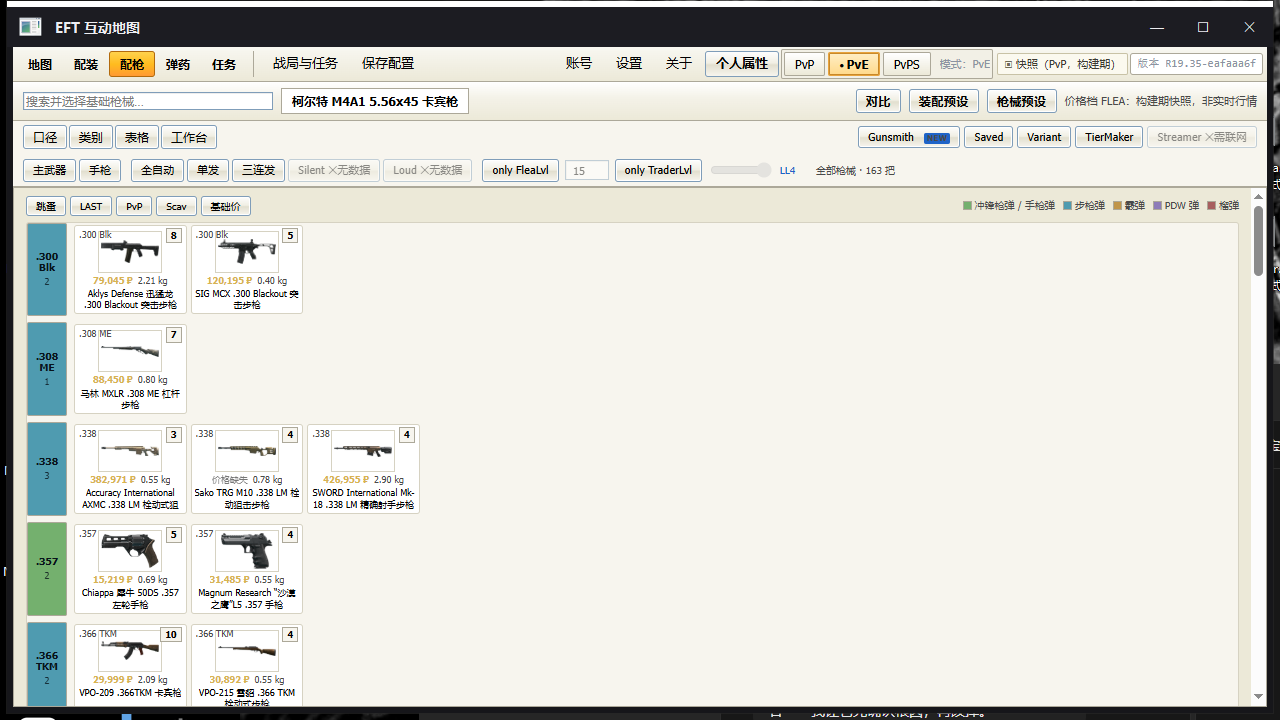 EFT 互动地图
地图 配装 配枪 弹药 任务 战局与任务 保存配置 账号 设置 关于 个人属性 PvP •PvE PvPS 模式: PvE 快照 (PvP, 构建期) 版本 R19.35-eafaaa6f
搜索并选择基础枪械... 柯尔特 M4A1 5.56x45 卡宾枪 对比 装配预设 枪械预设 价格档 FLEA: 构建期快照, 非实时行情
口径 类别 表格 工作台 Gunsmith NEW Saved Variant TierMaker Streamer ×需联网
主武器 手枪 全自动 单发 三连发 Silent ×无数据 Loud ×无数据 only FleaLvl 15 only TraderLvl LL4 全部枪械 · 163 把
跳蚤 LAST PvP Scav 基础价 冲锋枪弹 / 手枪弹 步枪弹 霰弹 PDW 弹 榴弹
.300 Blk 2
.300 Blk 8
79,045 ₽ 2.21 kg
Aklys Defense 迅猛龙
.300 Blackout 突击步枪
.300 Blk 5
120,195 ₽ 0.40 kg
SIG MCX .300 Blackout 突
击步枪
.308 ME 1
.308 ME 7
88,450 ₽ 0.80 kg
马林 MXLR .308 ME 杠杆
步枪
.338 3
.338 3
382,971 ₽ 0.55 kg
Accuracy International
AXMC .338 LM 栓动式狙
.338 4
价格缺失 0.78 kg
Sako TRG M10 .338 LM 栓
动狙击步枪
.338 4
426,955 ₽ 2.90 kg
SWORD International Mk-
18 .338 LM 精确射手步枪
.357 2
.357 5
15,219 ₽ 0.69 kg
Chiappa 犀牛 50DS .357
左轮手枪
.357 4
31,485 ₽ 0.55 kg
Magnum Research "沙漠
之鹰"L5 .357 手枪
.366 TKM 2
.366 TKM 10
29,999 ₽ 2.09 kg
VPO-209 .366TKM 卡宾枪
.366 TKM 4
30,892 ₽ 0.55 kg
VPO-215 雪貂 .366 TKM
栓动式步枪